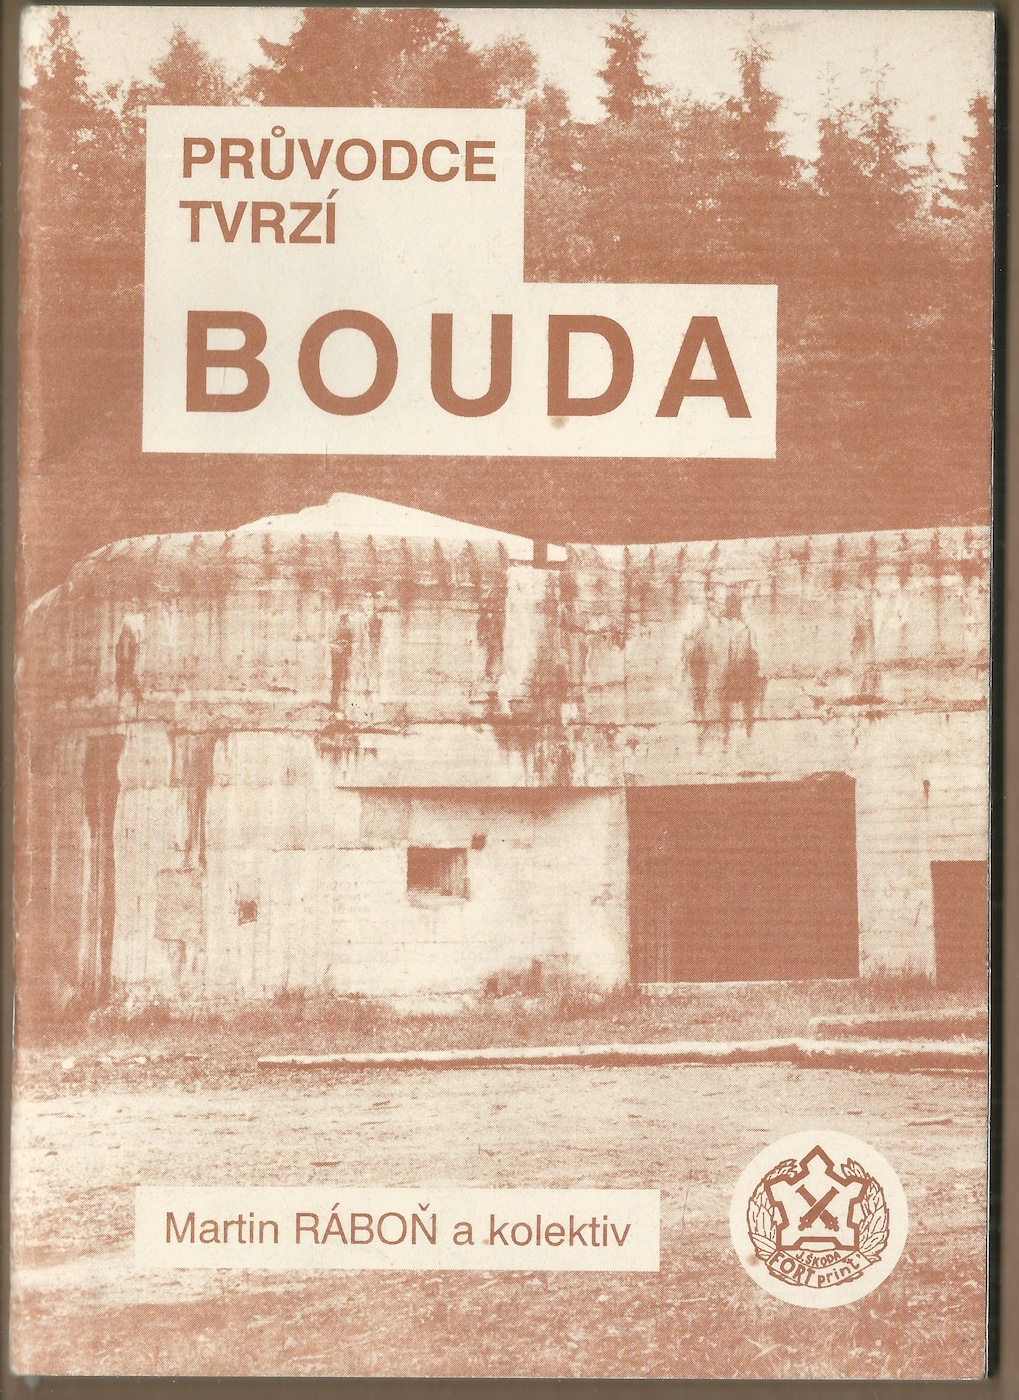 PRŮVODCE
TVRZÍ
BOUDA
Martin RÁBOŇ a kolektiv
J. ŠKODA
FORT print